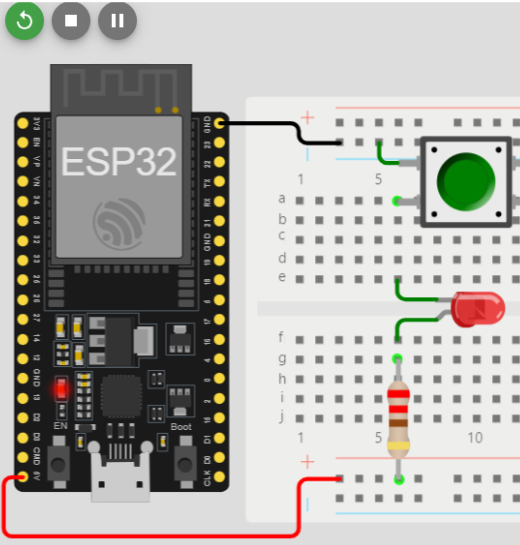 ESP32
3V3
EN
VP
VN
34
35
32
33
25
26
27
14
12
GND
13
D2
D3
CMD
5V
GND
23
22
TX
RX
21
GND
19
18
5
17
16
4
0
2
15
D1
D0
CLK
EN
Boot
+
1 5
a
b
c
d
e
f
g
h
i
j
1 5 10
+